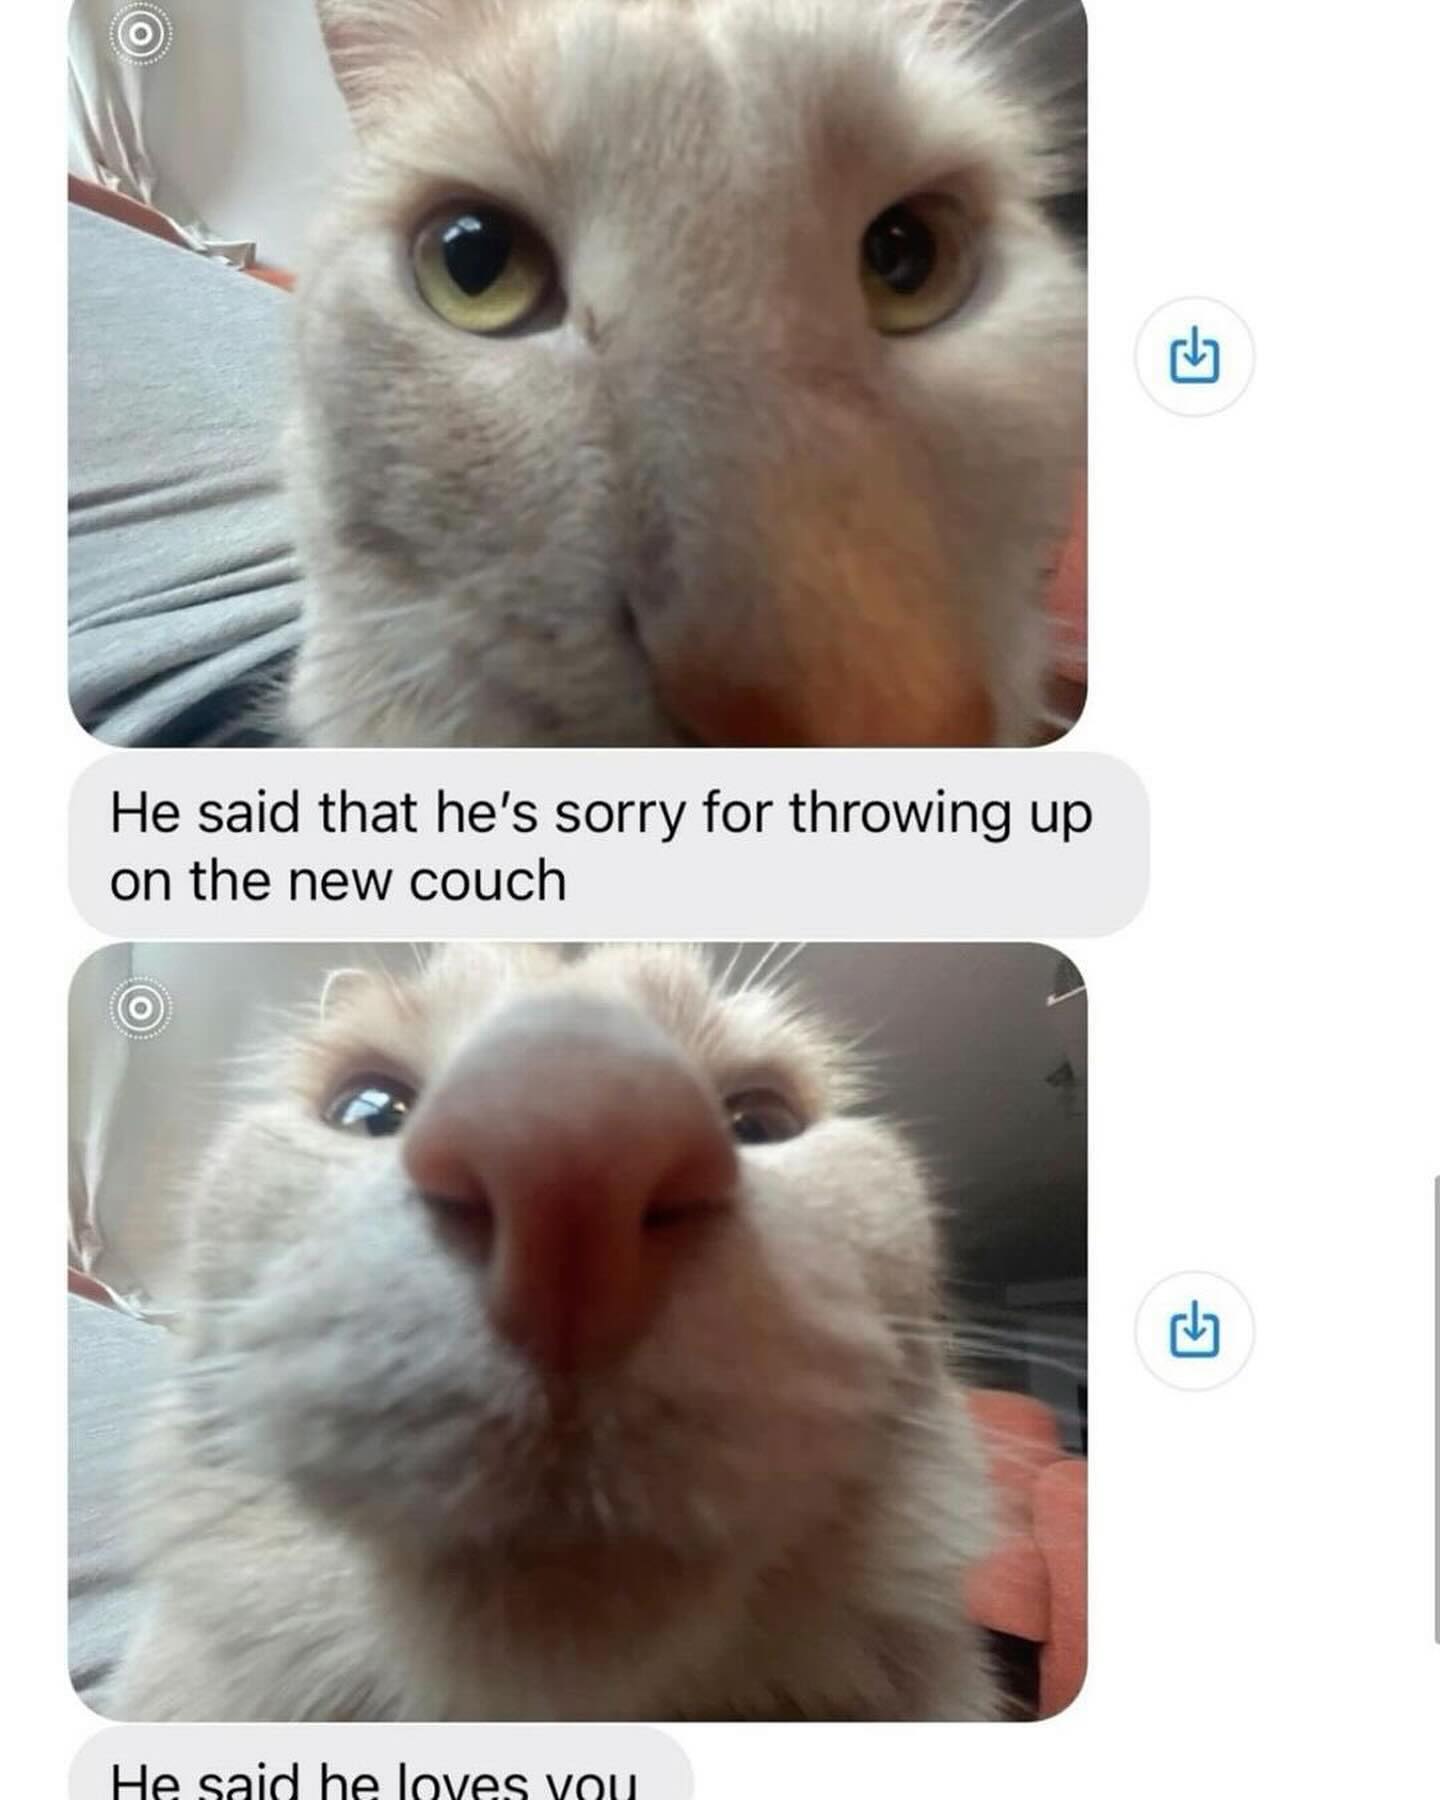 He said that he's sorry for throwing up
on the new couch
He said he loves you